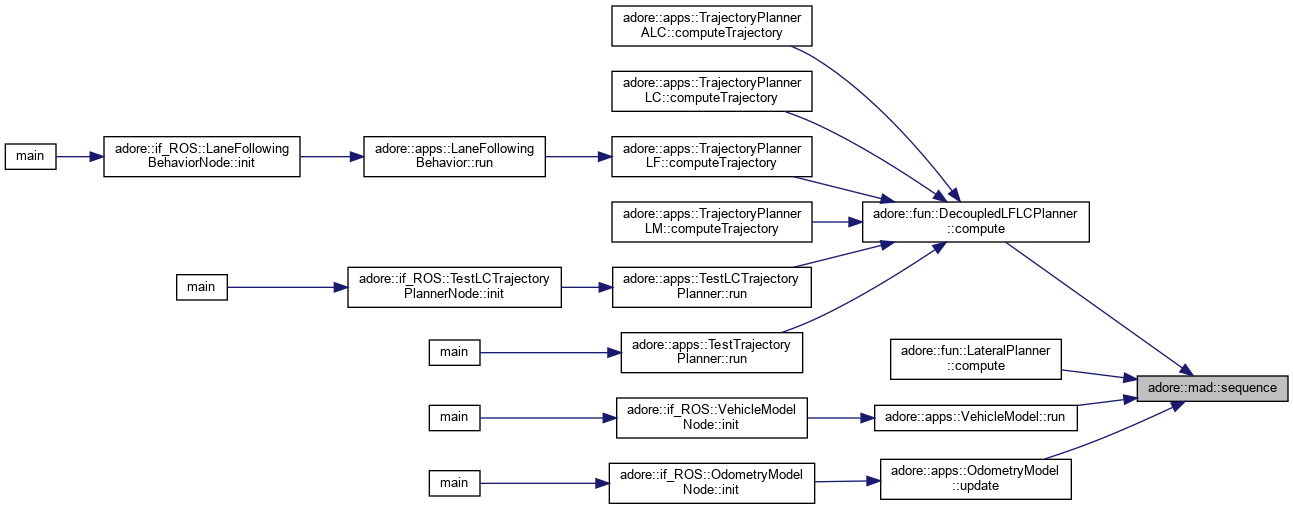 adore::apps::TrajectoryPlanner
ALC::computeTrajectory
adore::apps::TrajectoryPlanner
LC::computeTrajectory
main
adore::if_ROS::LaneFollowing
BehaviorNode::init
adore::apps::LaneFollowing
Behavior::run
adore::apps::TrajectoryPlanner
LF::computeTrajectory
adore::apps::TrajectoryPlanner
LM::computeTrajectory
adore::fun::DecoupledLFLCPlanner
::compute
main
adore::if_ROS::TestLCTrajectory
PlannerNode::init
adore::apps::TestLCTrajectory
Planner::run
main
adore::apps::TestTrajectory
Planner::run
adore::fun::LateralPlanner
::compute
adore::mad::sequence
main
adore::if_ROS::VehicleModel
Node::init
adore::apps::VehicleModel::run
main
adore::if_ROS::OdometryModel
Node::init
adore::apps::OdometryModel
::update